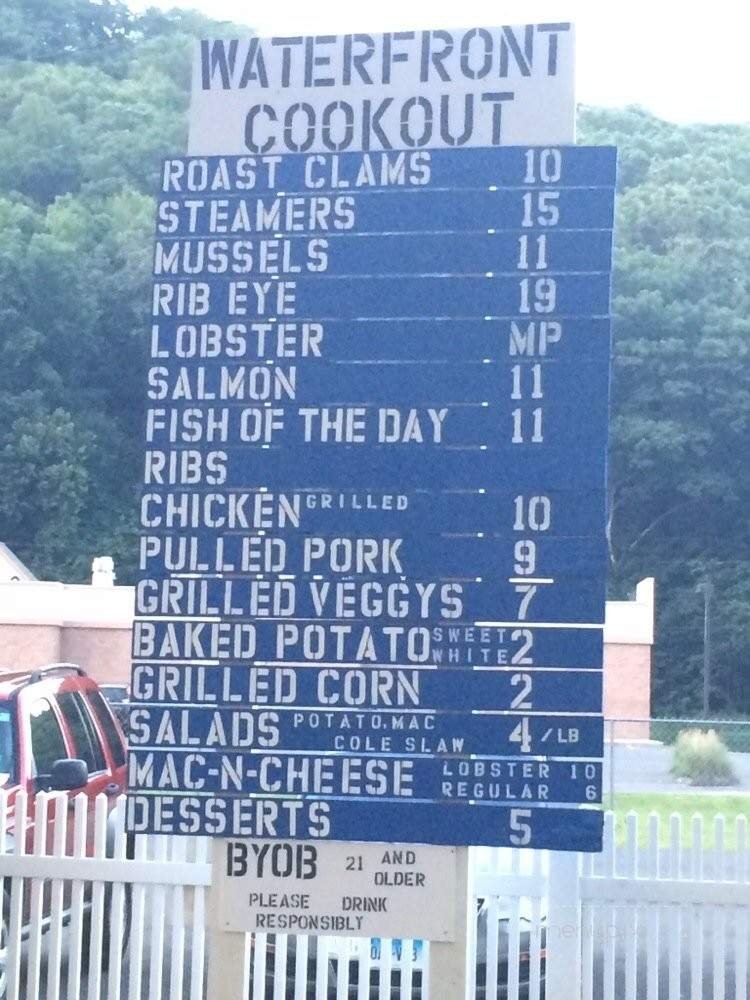 WATERFRONT
COOKOUT
ROAST CLAMS 10
STEAMERS 15
MUSSELS 11
RIB EYE 19
LOBSTER MP
SALMON 11
FISH OF THE DAY 11
RIBS
CHICKEN GRILLED 10
PULLED PORK 9
GRILLED VEGGYS 7
BAKED POTATO SWEET WHITE 2
GRILLED CORN 2
SALADS POTATO.MAC COLE SLAW 4/LB
MAC-N-CHEESE LOBSTER 10
REGULAR 6
DESSERTS 5
BYOB 21 AND
OLDER
PLEASE DRINK
RESPONSIBLY